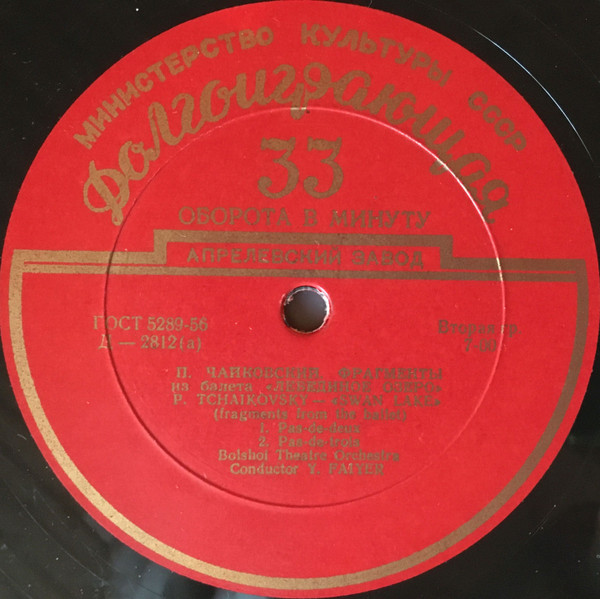 МИНИСТЕРСТВО КУЛЬТУРЫ СССР
Долгоиграющая
33
ОБОРОТА В МИНУТУ
АПРЕЛЕВСКИЙ ЗАВОД
ГОСТ 5289-56
Д — 2812(а)
Вторая гр.
7-00
П. ЧАЙКОВСКИЙ. ФРАГМЕНТЫ
из балета «ЛЕБЕДИНОЕ ОЗЕРО»
P. TCHAIKOVSKY — «SWAN LAKE»
(fragments from the ballet)
1. Pas-de-deux
2. Pas-de-trois
Bolshoi Theatre Orchestra
Conductor Y. FAIYER